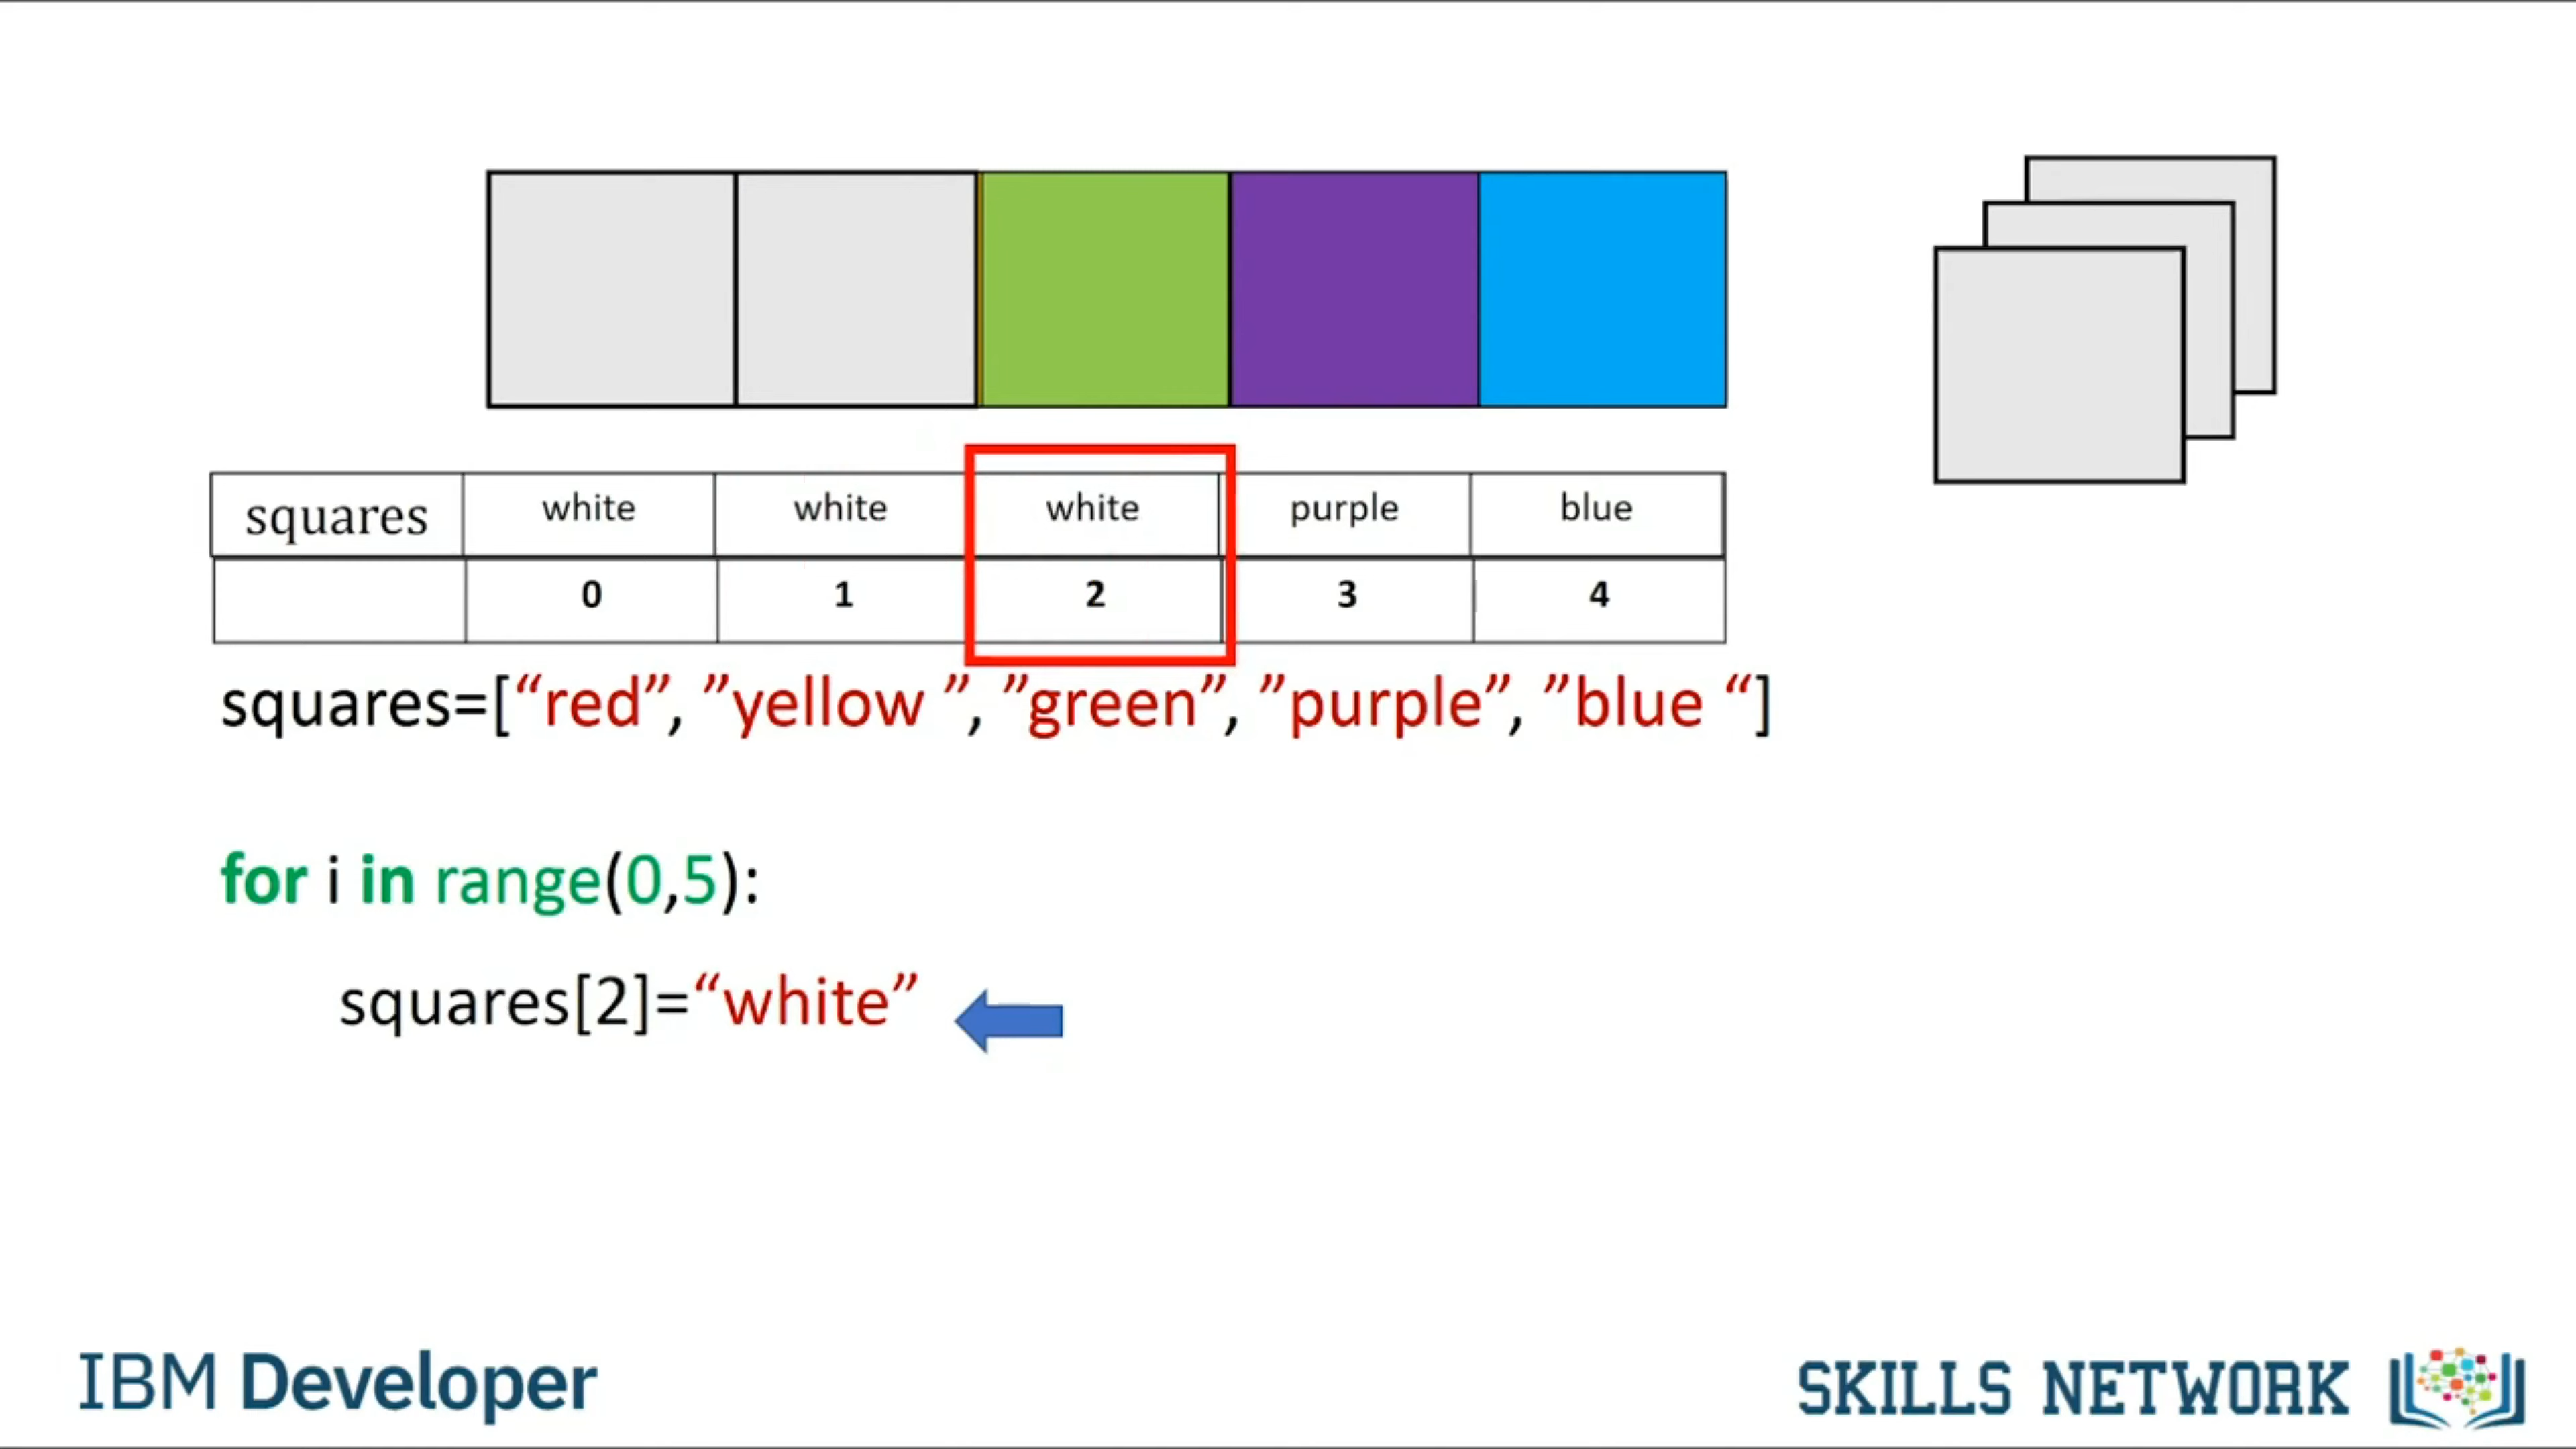 squares white white white purple blue
0 1 2 3 4
squares=[“red”, ”yellow ”, ”green”, ”purple”, ”blue “]
for i in range(0,5):
squares[2]=“white”
IBM Developer
SKILLS NETWORK